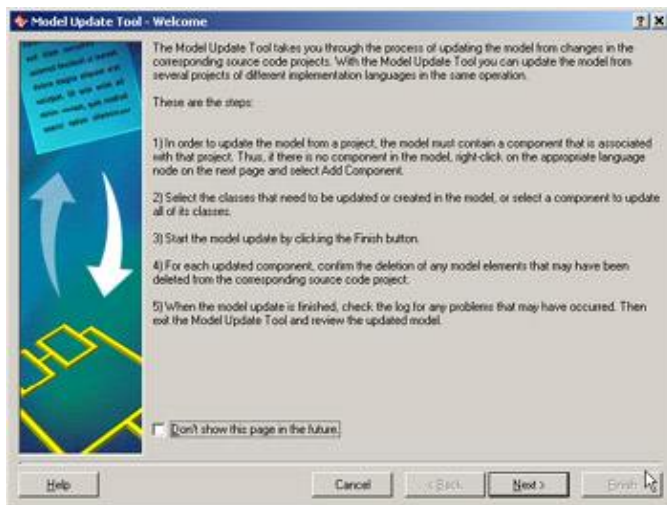 Model Update Tool - Welcome
The Model Update Tool takes you through the process of updating the model from changes in the
corresponding source code projects. With the Model Update Tool you can update the model from
several projects of different implementation languages in the same operation.
These are the steps:
1) In order to update the model from a project, the model must contain a component that is associated
with that project. Thus, if there is no component in the model, right-click on the appropriate language
node on the next page and select Add Component.
2) Select the classes that need to be updated or created in the model, or select a component to update
all of its classes.
3) Start the model update by clicking the Finish button.
4) For each updated component, confirm the deletion of any model elements that may have been
deleted from the corresponding source code project.
5) When the model update is finished, check the log for any problems that may have occurred. Then
exit the Model Update Tool and review the updated model.
Don't show this page in the future.
Help Cancel < Back Next > Finish